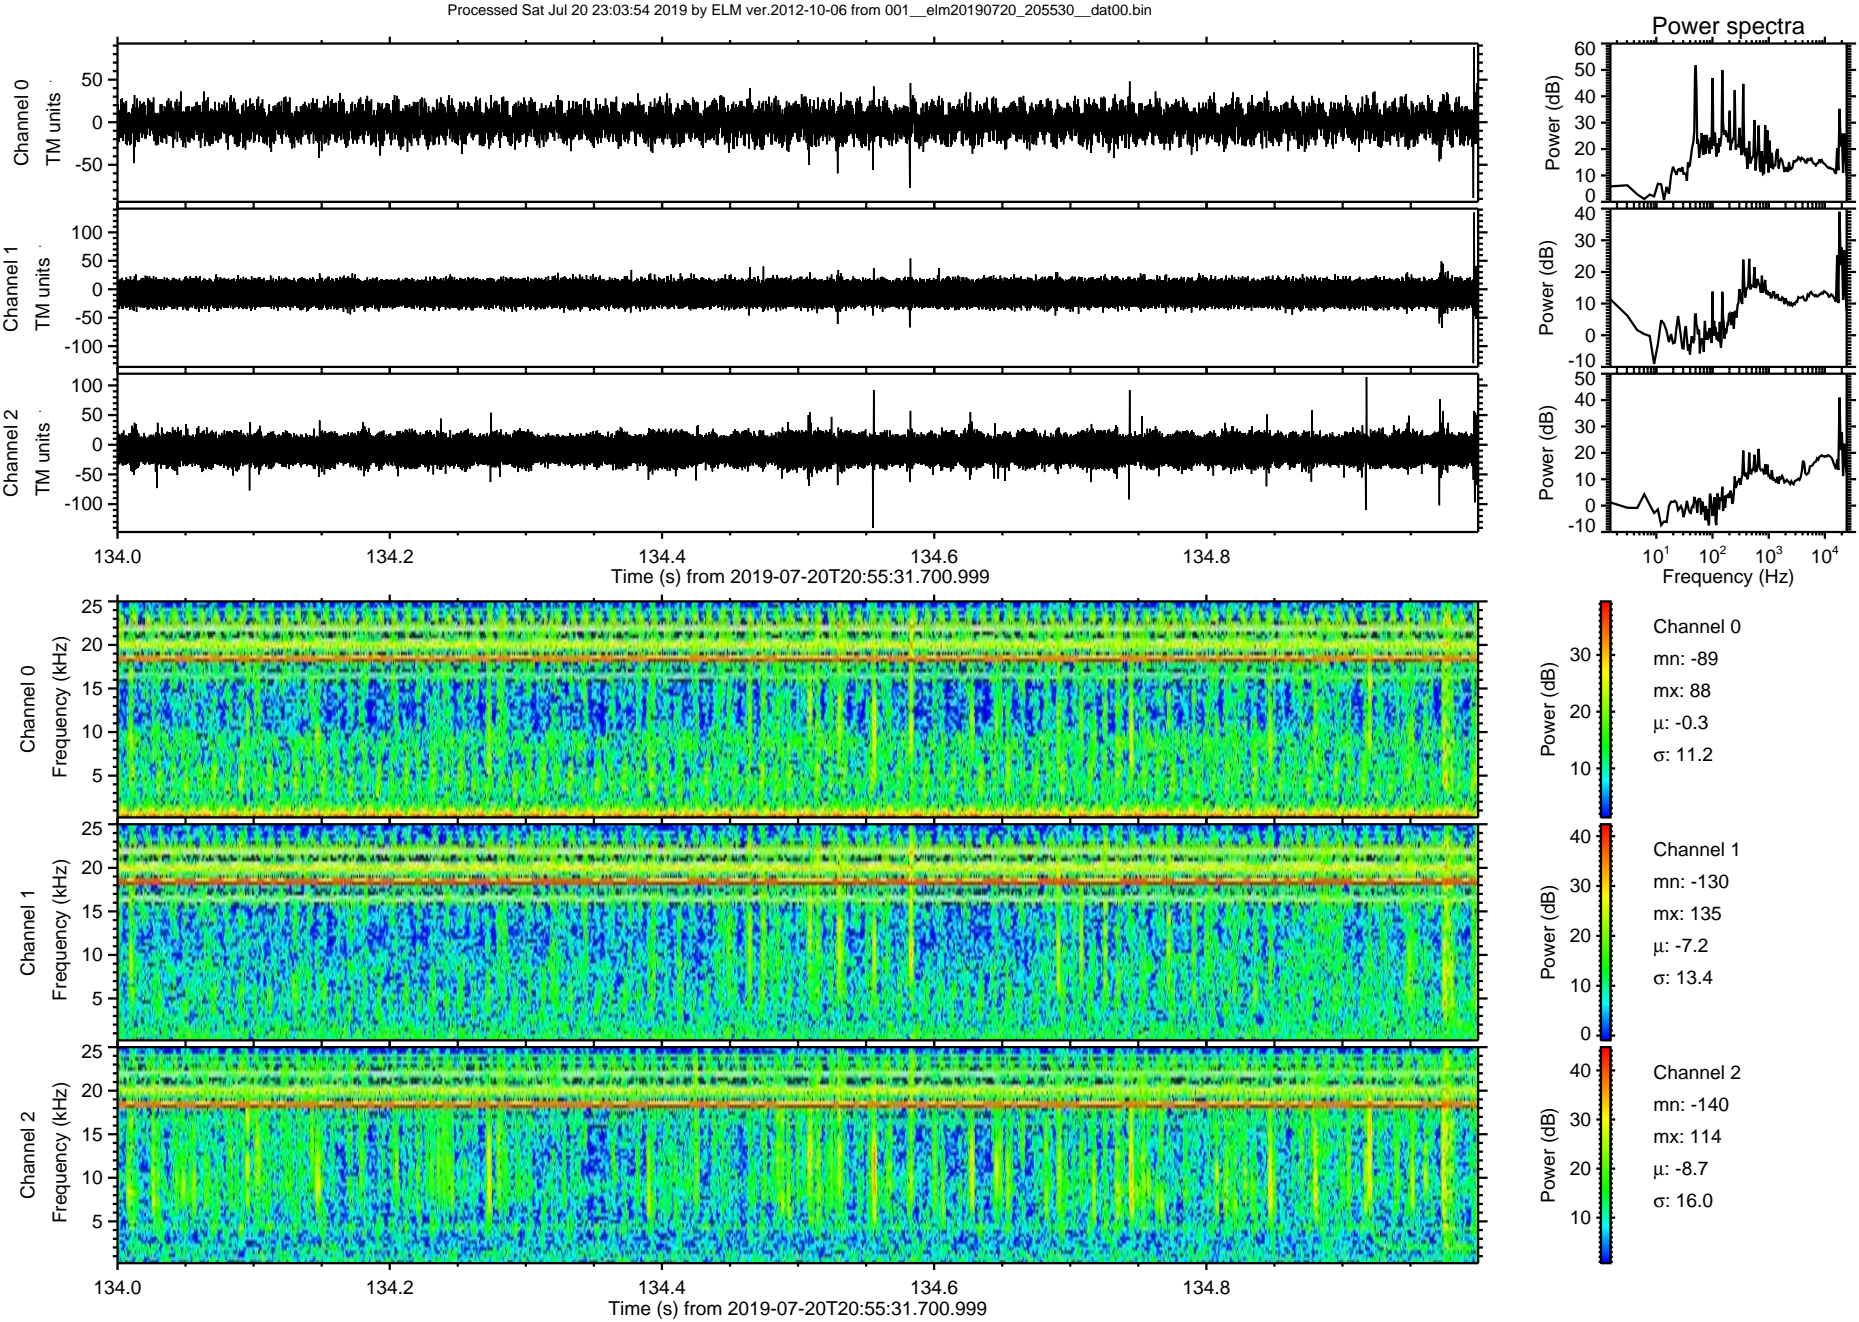 Processed Sat Jul 20 23:03:54 2019 by ELM ver.2012-10-06 from 001__elm20190720_205530__dat00.bin
Power spectra
Channel 0
TM units
50
0
-50
Power (dB)
60
50
40
30
20
10
0
Channel 1
TM units
100
50
0
-50
-100
Power (dB)
40
30
20
10
0
-10
Channel 2
TM units
100
50
0
-50
-100
Power (dB)
50
40
30
20
10
0
-10
134.0 134.2 134.4 134.6 134.8
Time (s) from 2019-07-20T20:55:31.700.999
10¹ 10² 10³ 10⁴
Frequency (Hz)
Channel 0
Frequency (kHz)
25
20
15
10
5
Power (dB)
30
20
10
Channel 0
mn: -89
mx: 88
μ: -0.3
σ: 11.2
Channel 1
Frequency (kHz)
25
20
15
10
5
Power (dB)
40
30
20
10
0
Channel 1
mn: -130
mx: 135
μ: -7.2
σ: 13.4
Channel 2
Frequency (kHz)
25
20
15
10
5
Power (dB)
40
30
20
10
Channel 2
mn: -140
mx: 114
μ: -8.7
σ: 16.0
134.0 134.2 134.4 134.6 134.8
Time (s) from 2019-07-20T20:55:31.700.999